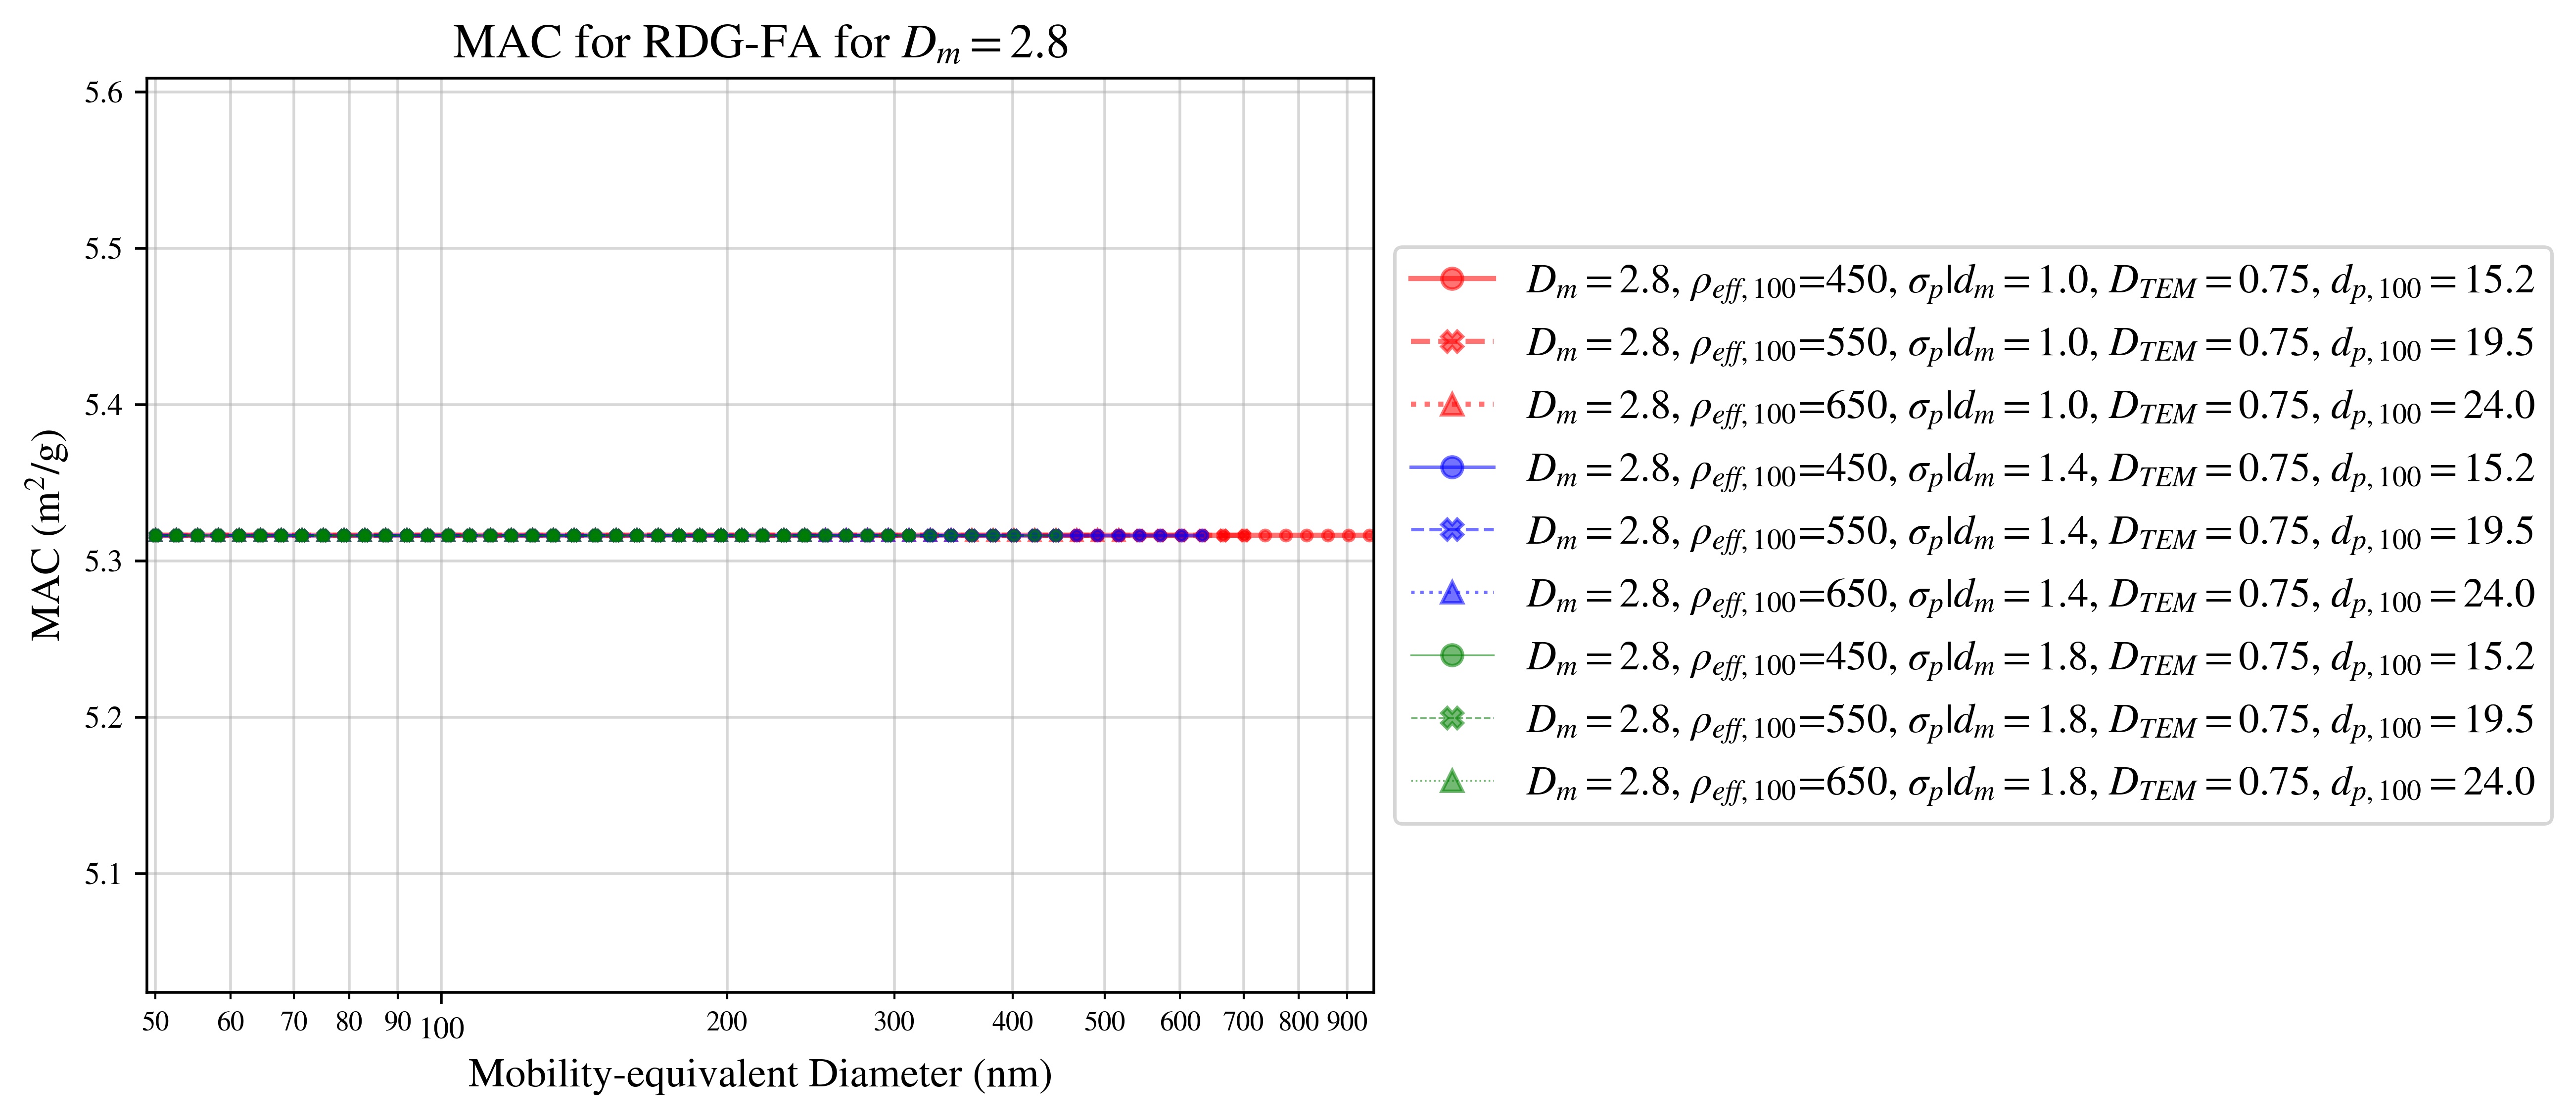 MAC for RDG-FA for Dₘ = 2.8
5.6
5.5
5.4
5.3
5.2
5.1
MAC (m²/g)
50 60 70 80 90 100 200 300 400 500 600 700 800 900
Mobility-equivalent Diameter (nm)
D_m = 2.8, ρ_eff,100=450, σ_p|d_m = 1.0, D_TEM = 0.75, d_p,100 = 15.2
D_m = 2.8, ρ_eff,100=550, σ_p|d_m = 1.0, D_TEM = 0.75, d_p,100 = 19.5
D_m = 2.8, ρ_eff,100=650, σ_p|d_m = 1.0, D_TEM = 0.75, d_p,100 = 24.0
D_m = 2.8, ρ_eff,100=450, σ_p|d_m = 1.4, D_TEM = 0.75, d_p,100 = 15.2
D_m = 2.8, ρ_eff,100=550, σ_p|d_m = 1.4, D_TEM = 0.75, d_p,100 = 19.5
D_m = 2.8, ρ_eff,100=650, σ_p|d_m = 1.4, D_TEM = 0.75, d_p,100 = 24.0
D_m = 2.8, ρ_eff,100=450, σ_p|d_m = 1.8, D_TEM = 0.75, d_p,100 = 15.2
D_m = 2.8, ρ_eff,100=550, σ_p|d_m = 1.8, D_TEM = 0.75, d_p,100 = 19.5
D_m = 2.8, ρ_eff,100=650, σ_p|d_m = 1.8, D_TEM = 0.75, d_p,100 = 24.0